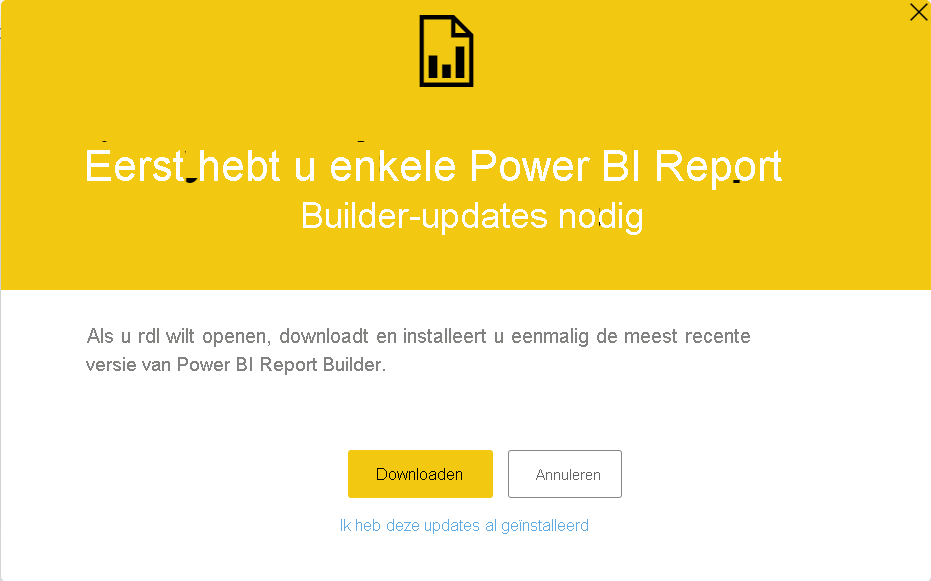 Eerst hebt u enkele Power BI Report
Builder-updates nodig
Als u rdl wilt openen, downloadt en installeert u eenmalig de meest recente
versie van Power BI Report Builder.
Downloaden
Annuleren
Ik heb deze updates al geïnstalleerd